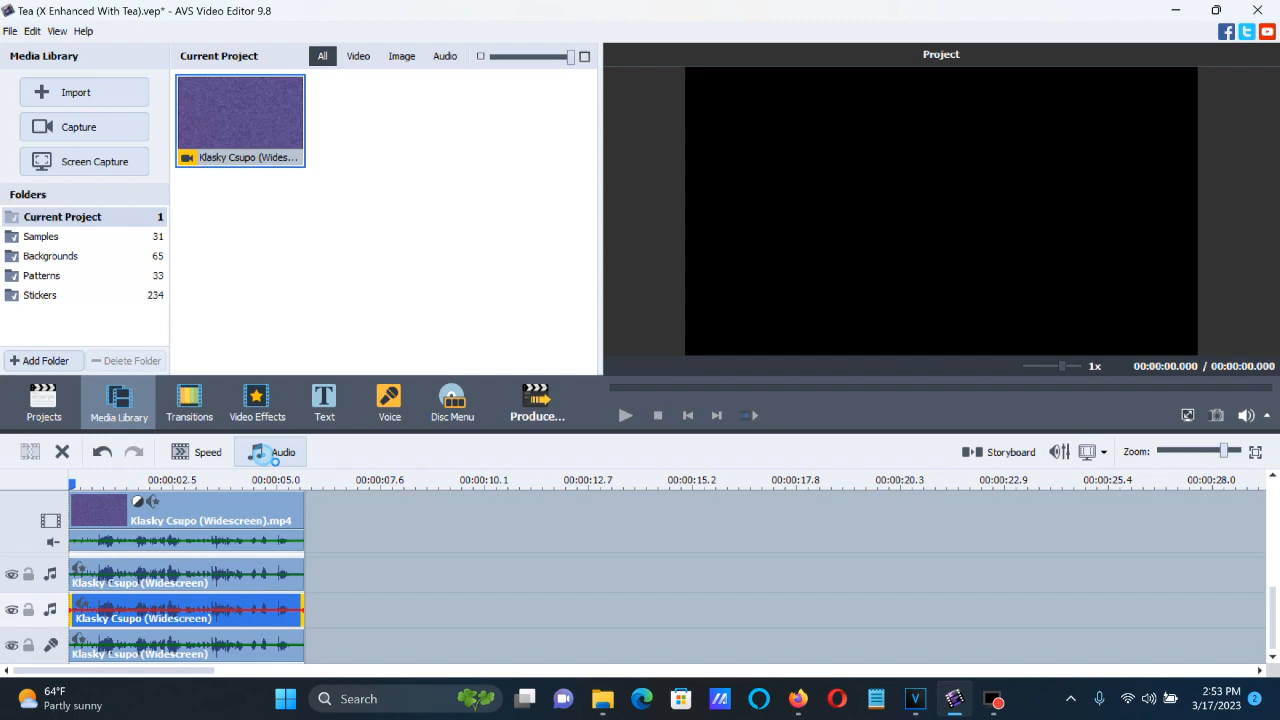 Tea (X Enhanced With Tea).vep* - AVS Video Editor 9.8
File Edit View Help
Media Library
Import
Capture
Screen Capture
Folders
Current Project 1
Samples 31
Backgrounds 65
Patterns 33
Stickers 234
+ Add Folder
Delete Folder
Current Project
All Video Image Audio
Klasky Csupo (Wides...
Project
1x 00:00:00.000 / 00:00:00.000
Projects
Media Library
Transitions
Video Effects
Text
Voice
Disc Menu
Produce...
Speed
Audio
Storyboard
Zoom:
00:00:02.5 00:00:05.0 00:00:07.6 00:00:10.1 00:00:12.7 00:00:15.2 00:00:17.8 00:00:20.3 00:00:22.9 00:00:25.4 00:00:28.0
Klasky Csupo (Widescreen).mp4
Klasky Csupo (Widescreen)
Klasky Csupo (Widescreen)
Klasky Csupo (Widescreen)
64°F
Partly sunny
Search
2:53 PM
3/17/2023
2